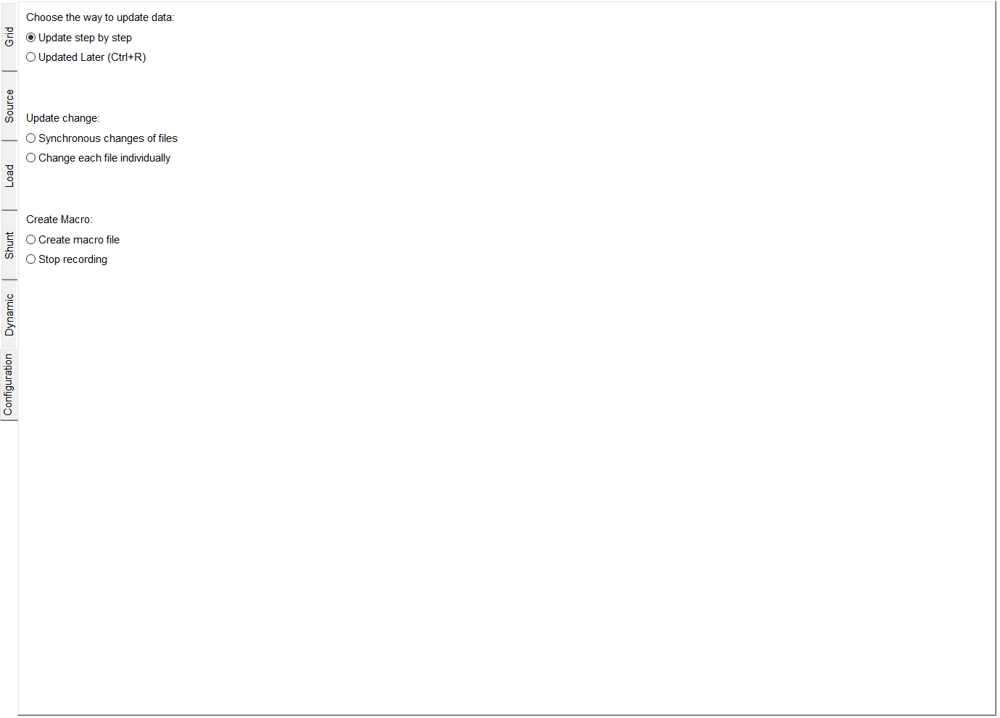 Grid
Source
Load
Shunt
Dynamic
Configuration
Choose the way to update data:
Update step by step
Updated Later (Ctrl+R)
Update change:
Synchronous changes of files
Change each file individually
Create Macro:
Create macro file
Stop recording